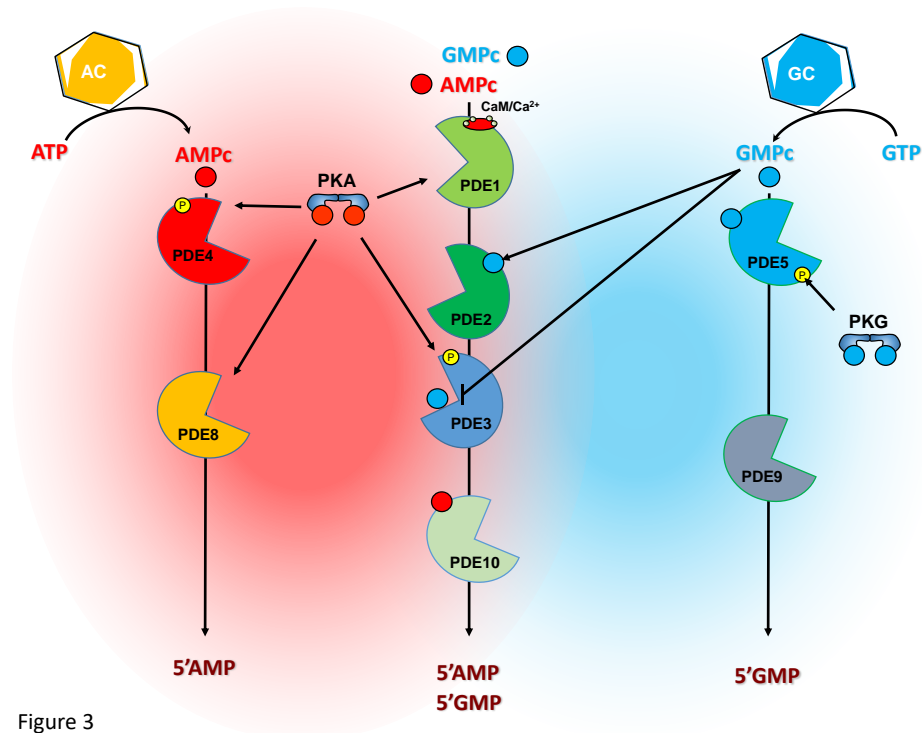 AC
GMPc
GC
AMPc
CaM/Ca²⁺
ATP
AMPc
GMPc
GTP
PKA
PDE1
P
PDE4
PDE5
P
PDE2
PKG
P
PDE3
PDE8
PDE9
PDE10
5’AMP
5’AMP
5’GMP
5’GMP
Figure 3